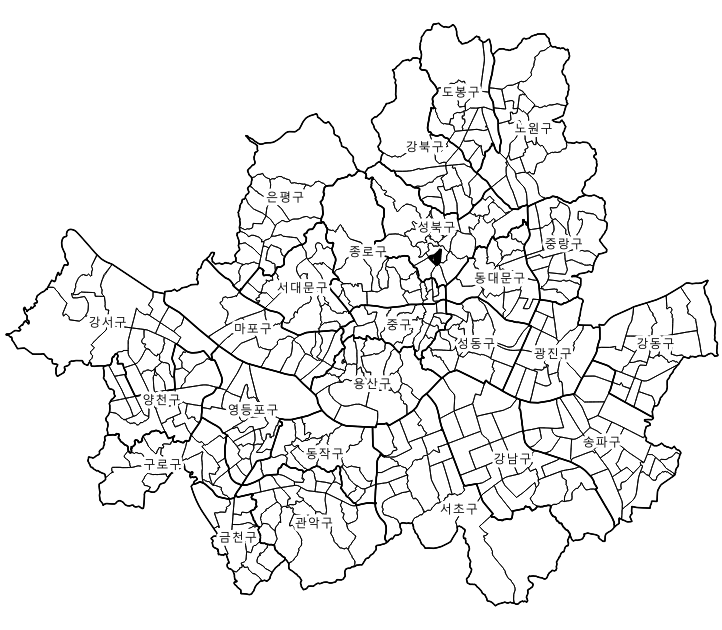 도봉구
노원구
강북구
은평구
성북구
중랑구
종로구
동대문구
서대문구
강서구
마포구
중구
성동구
광진구
강동구
용산구
양천구
영등포구
송파구
동작구
강남구
구로구
서초구
관악구
금천구